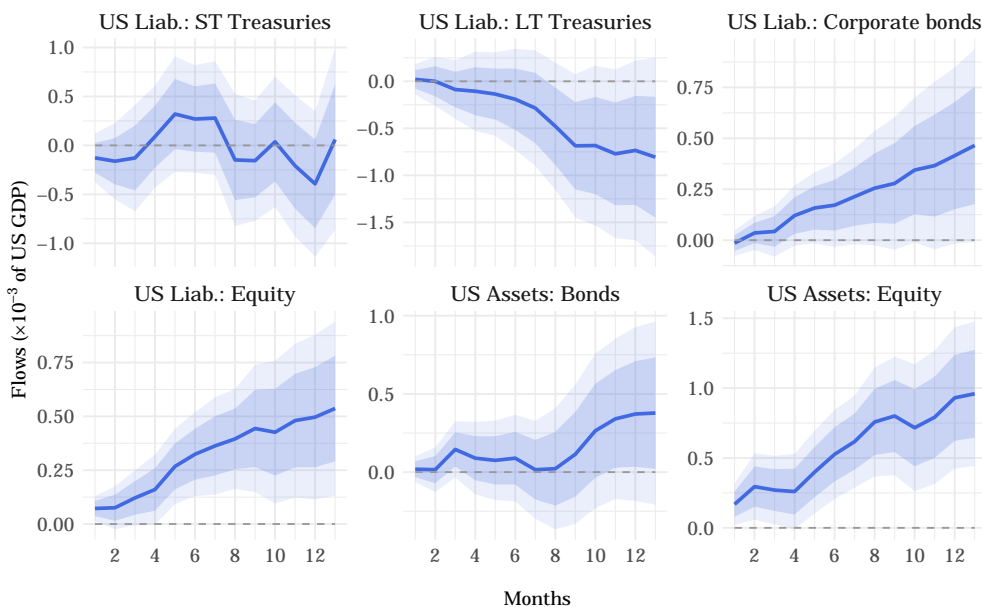 US Liab.: ST Treasuries
US Liab.: LT Treasuries
US Liab.: Corporate bonds
1.0
0.5
0.0
−0.5
−1.0
0.0
−0.5
−1.0
−1.5
0.75
0.50
0.25
0.00
Flows (×10⁻³ of US GDP)
US Liab.: Equity
US Assets: Bonds
US Assets: Equity
0.75
0.50
0.25
0.00
1.0
0.5
0.0
1.5
1.0
0.5
0.0
2 4 6 8 10 12
2 4 6 8 10 12
2 4 6 8 10 12
Months